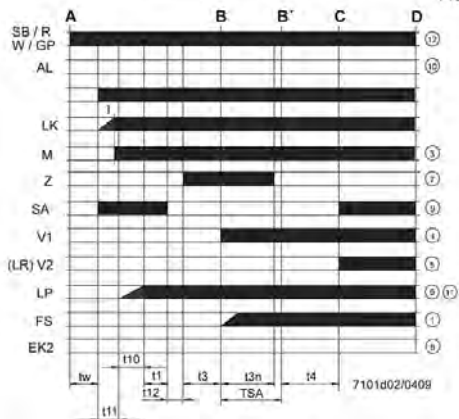 A B B' C D
SB / R
W / GP 12
AL 10
LK
M 3
Z 7
SA 9
V1 4
(LR) V2 5
LP
FS 1
EK2
t10
tw t1 t3 t3n t4 7101d02/0409
t12 TSA
t11